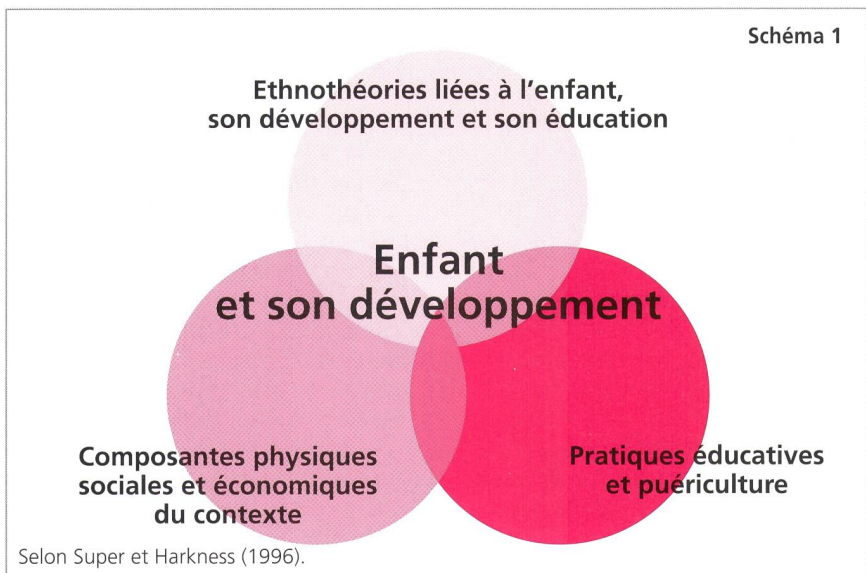 Schéma 1
Ethnothéories liées à l'enfant,
son développement et son éducation
Enfant
et son développement
Composantes physiques
sociales et économiques
du contexte
Pratiques éducatives
et puériculture
Selon Super et Harkness (1996).